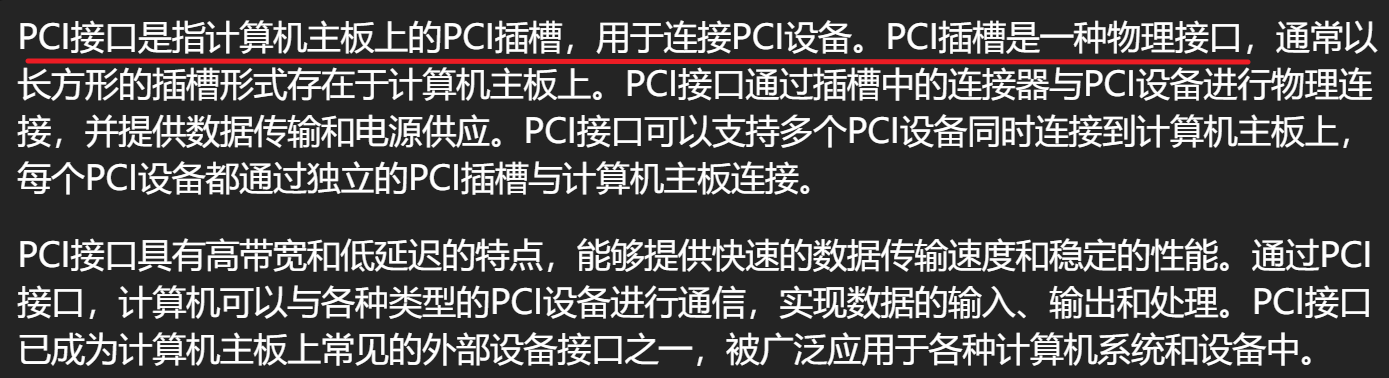 PCI接口是指计算机主板上的PCI插槽，用于连接PCI设备。PCI插槽是一种物理接口，通常以
长方形的插槽形式存在于计算机主板上。PCI接口通过插槽中的连接器与PCI设备进行物理连
接，并提供数据传输和电源供应。PCI接口可以支持多个PCI设备同时连接到计算机主板上，
每个PCI设备都通过独立的PCI插槽与计算机主板连接。
PCI接口具有高带宽和低延迟的特点，能够提供快速的数据传输速度和稳定的性能。通过PCI
接口，计算机可以与各种类型的PCI设备进行通信，实现数据的输入、输出和处理。PCI接口
已成为计算机主板上常见的外部设备接口之一，被广泛应用于各种计算机系统和设备中。